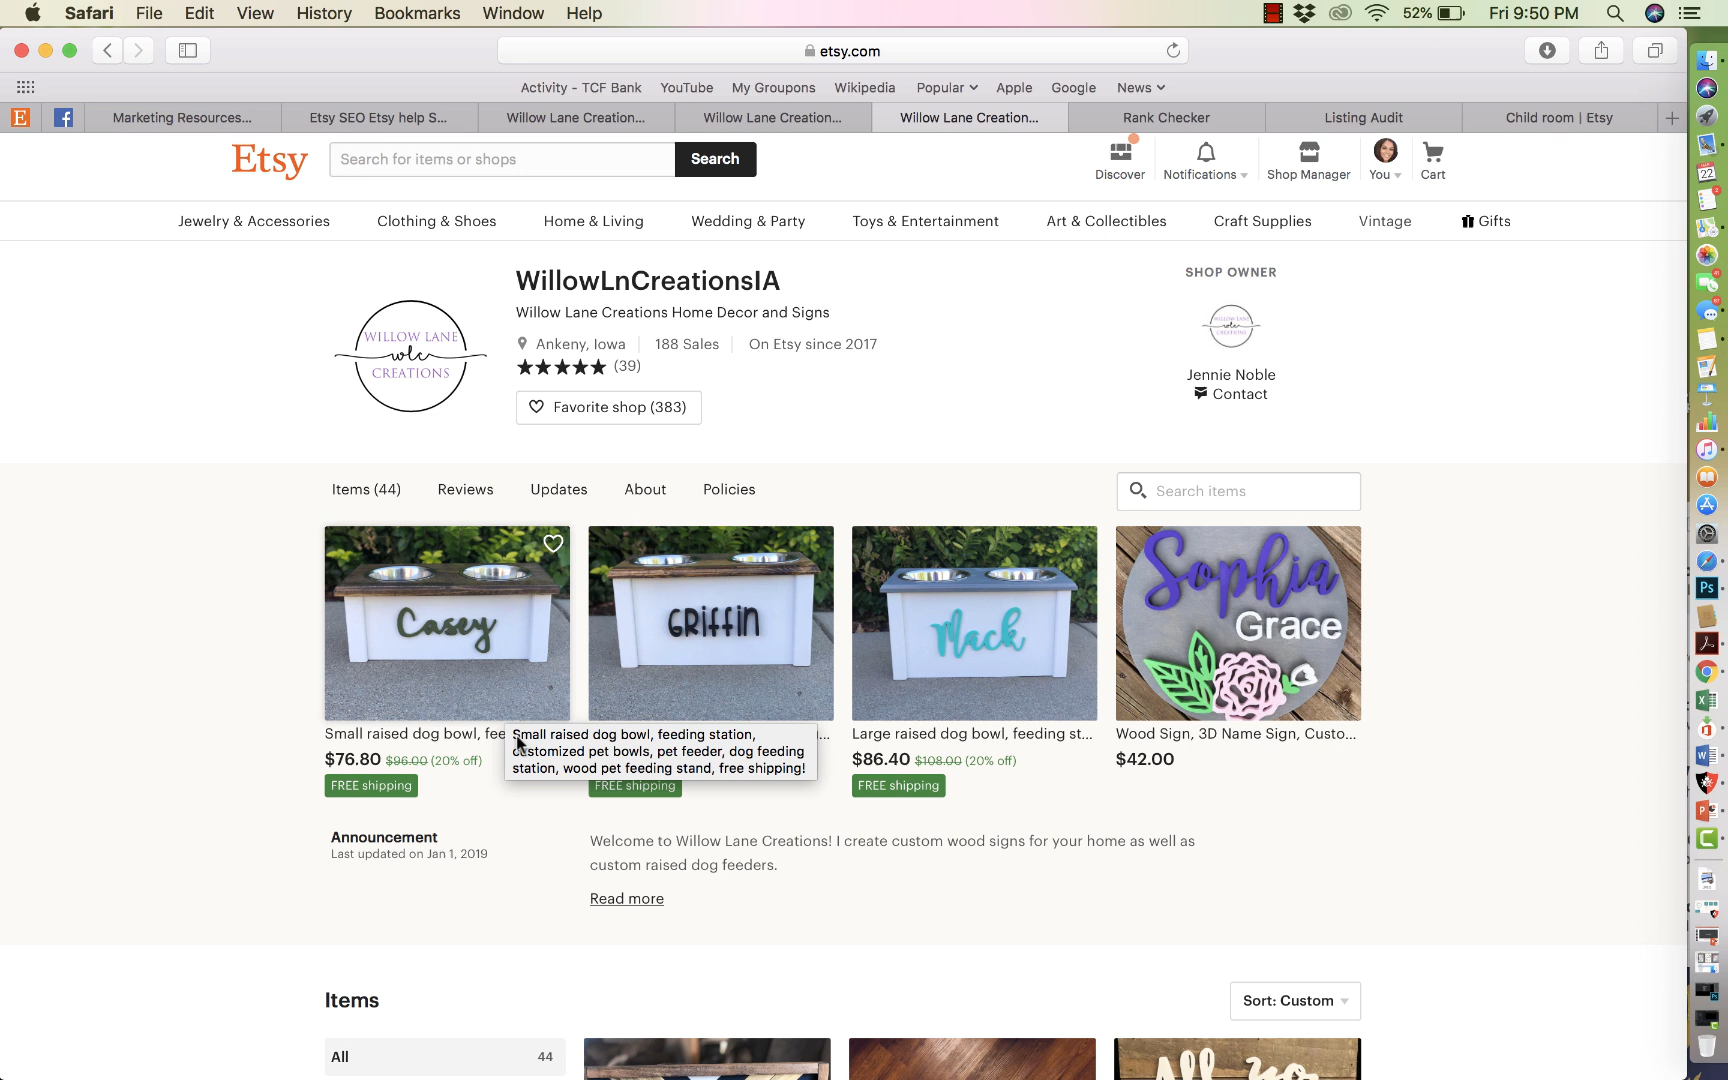 Safari File Edit View History Bookmarks Window Help
52% Fri 9:50 PM
etsy.com
Activity - TCF Bank YouTube My Groupons Wikipedia Popular Apple Google News
Marketing Resources... Etsy SEO Etsy help S... Willow Lane Creation... Willow Lane Creation... Willow Lane Creation... Rank Checker Listing Audit Child room | Etsy
Etsy
Search for items or shops
Search
Discover Notifications Shop Manager You Cart
Jewelry & Accessories Clothing & Shoes Home & Living Wedding & Party Toys & Entertainment Art & Collectibles Craft Supplies Vintage Gifts
WILLOW LANE
wlc
CREATIONS
WillowLnCreationsIA
Willow Lane Creations Home Decor and Signs
Ankeny, Iowa 188 Sales On Etsy since 2017
(39)
Favorite shop (383)
SHOP OWNER
WILLOW LANE
wlc
CREATIONS
Jennie Noble
Contact
Items (44) Reviews Updates About Policies
Search items
Casey
GRiFFin
Mack
Sophia
Grace
Small raised dog bowl, fee
Small raised dog bowl, feeding station,
customized pet bowls, pet feeder, dog feeding
station, wood pet feeding stand, free shipping!
Large raised dog bowl, feeding st...
Wood Sign, 3D Name Sign, Custo...
$76.80 $96.00 (20% off)
$86.40 $108.00 (20% off)
$42.00
FREE shipping
FREE shipping
FREE shipping
Announcement
Last updated on Jan 1, 2019
Welcome to Willow Lane Creations! I create custom wood signs for your home as well as
custom raised dog feeders.
Read more
Items
Sort: Custom
All 44